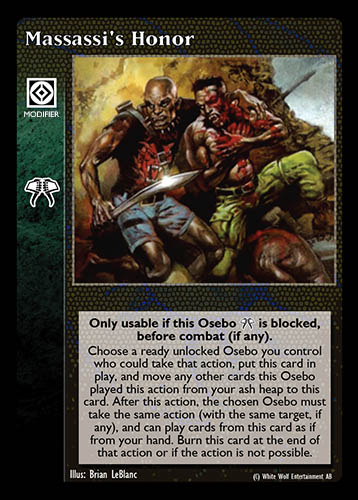 Massassi's Honor
MODIFIER
Only usable if this Osebo is blocked,
before combat (if any).
Choose a ready unlocked Osebo you control
who could take that action, put this card in
play, and move any other cards this Osebo
played this action from your ash heap to this
card. After this action, the chosen Osebo must
take the same action (with the same target, if
any), and can play cards from this card as if
from your hand. Burn this card at the end of
that action or if the action is not possible.
Illus: Brian LeBlanc
(C) White Wolf Entertainment AB